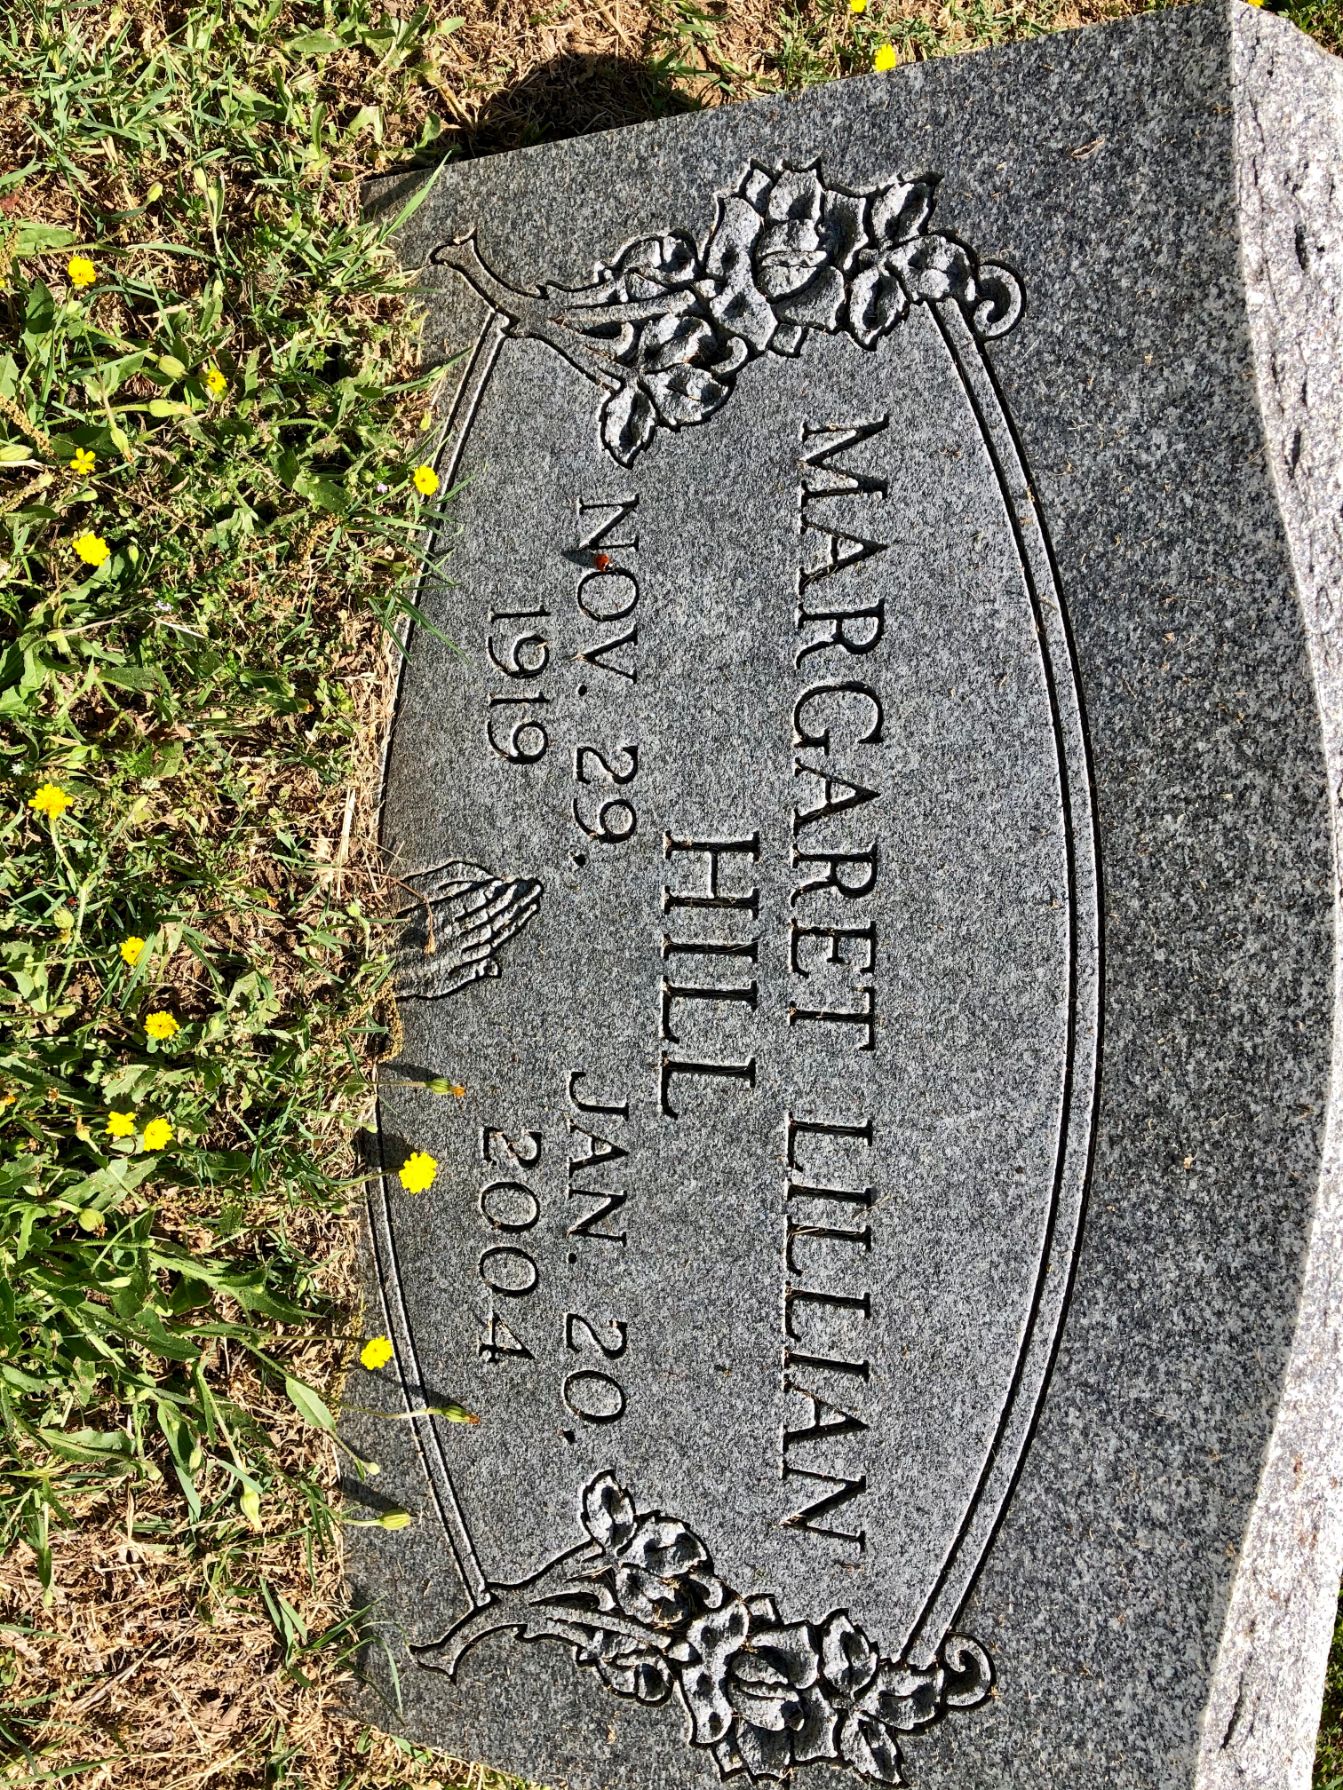 MARGARET LILLIAN
HILL
NOV. 29, JAN. 20,
1919 2004